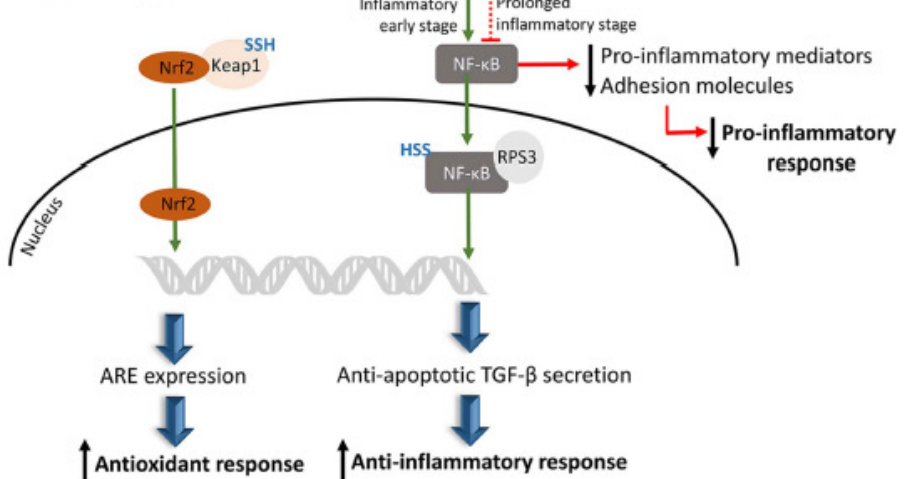 Inflammatory
early stage
Prolonged
inflammatory stage
SSH
Nrf2
Keap1
NF-κB
Pro-inflammatory mediators
Adhesion molecules
Pro-inflammatory
response
HSS
RPS3
NF-κB
Nrf2
Nucleus
ARE expression
Anti-apoptotic TGF-β secretion
Antioxidant response
Anti-inflammatory response